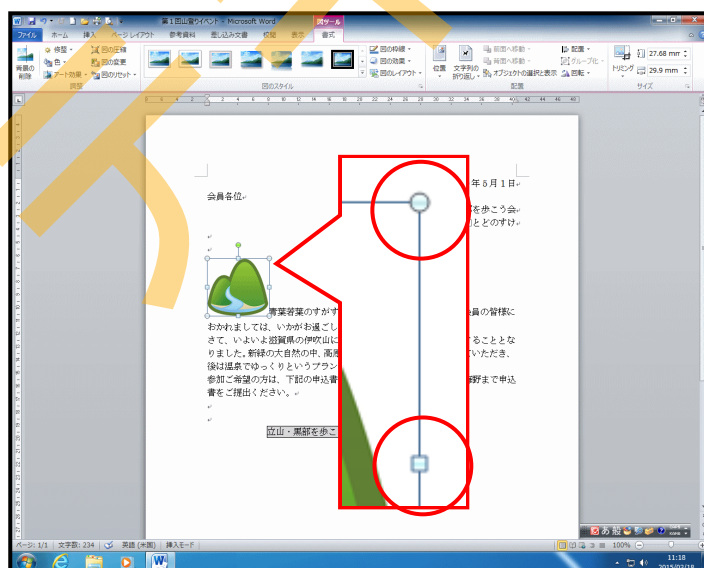 第1回山登りイベント - Microsoft Word
図ツール
ファイル ホーム 挿入 ページ レイアウト 参考資料 差し込み文書 校閲 表示 書式
背景の削除
修整
色
アート効果
図の圧縮
図の変更
図のリセット
調整
図のスタイル
図の枠線
図の効果
図のレイアウト
位置
文字列の折り返し
前面へ移動
背面へ移動
オブジェクトの選択と表示
配置
グループ化
回転
配置
トリミング
27.68 mm
29.9 mm
サイズ
年5月1日
会員各位
を歩こう会
とどのすけ
青葉若葉のすがす
会員の皆様に
おかれましては、いかがお過ごし
さて、いよいよ滋賀県の伊吹山に
することとな
りました。新緑の大自然の中、高
ていただき、
後は温泉でゆっくりというプラン
参加ご希望の方は、下記の申込書
野まで申込
書をご提出ください。
立山・黒部を歩こ
あ 般
ページ: 1/1 文字数: 234 英語 (米国) 挿入モード
100%
11:18
2015/02/18